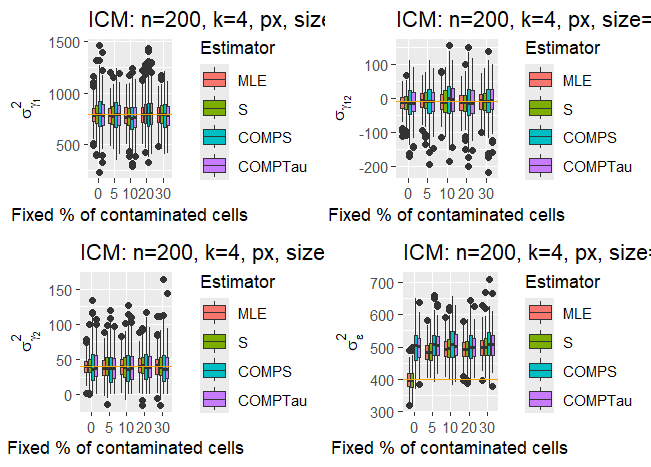 ICM: n=200, k=4, px, size
σ²γ1
1500
1000
500
0 5 10 20 30
Fixed % of contaminated cells
Estimator
MLE
S
COMPS
COMPTau
ICM: n=200, k=4, px, size=
σγ12
100
0
-100
-200
0 5 10 20 30
Fixed % of contaminated cells
Estimator
MLE
S
COMPS
COMPTau
ICM: n=200, k=4, px, size
σ²γ2
150
100
50
0
0 5 10 20 30
Fixed % of contaminated cells
Estimator
MLE
S
COMPS
COMPTau
ICM: n=200, k=4, px, size=
σ²ε
700
600
500
400
300
0 5 10 20 30
Fixed % of contaminated cells
Estimator
MLE
S
COMPS
COMPTau